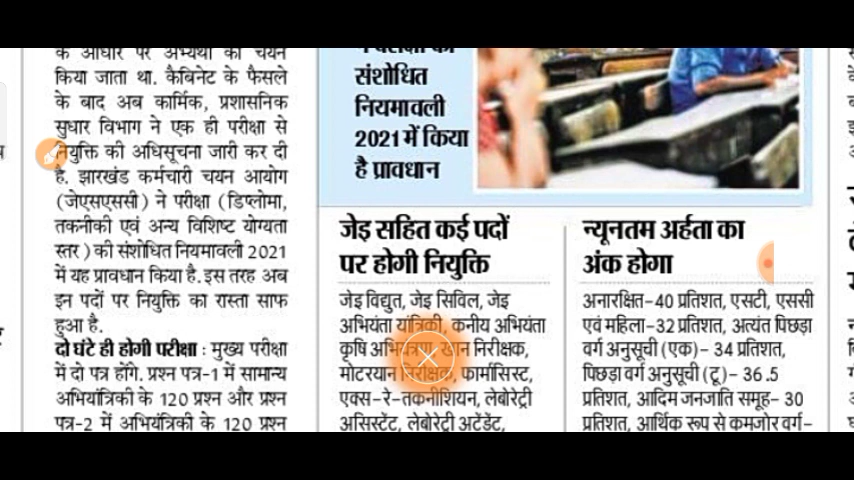 के आधार पर अभ्यर्थी का चयन
किया जाता था. कैबिनेट के फैसले
के बाद अब कार्मिक, प्रशासनिक
सुधार विभाग ने एक ही परीक्षा से
नियुक्ति की अधिसूचना जारी कर दी
है. झारखंड कर्मचारी चयन आयोग
(जेएसएससी) ने परीक्षा (डिप्लोमा,
तकनीकी एवं अन्य विशिष्ट योग्यता
स्तर ) की संशोधित नियमावली 2021
में यह प्रावधान किया है. इस तरह अब
इन पदों पर नियुक्ति का रास्ता साफ
हुआ है.
दो घंटे ही होगी परीक्षा : मुख्य परीक्षा
में दो पत्र होंगे. प्रश्न पत्र-1 में सामान्य
अभियांत्रिकी के 120 प्रश्न और प्रश्न
पत्र-2 में अभियांत्रिकी के 120 प्रश्न
संशोधित
नियमावली
2021 में किया
है प्रावधान
जेइ सहित कई पदों
पर होगी नियुक्ति
जेइ विद्युत, जेइ सिविल, जेइ
अभियंता यांत्रिकी, कनीय अभियंता
कृषि अभियंत्रण, खान निरीक्षक,
मोटरयान निरीक्षक, फार्मासिस्ट,
एक्स-रे-तकनीशियन, लेबोरेट्री
असिस्टेंट, लेबोरेट्री अटेंडेंट,
न्यूनतम अर्हता का
अंक होगा
अनारक्षित-40 प्रतिशत, एसटी, एससी
एवं महिला-32 प्रतिशत, अत्यंत पिछड़ा
वर्ग अनुसूची (एक)- 34 प्रतिशत,
पिछड़ा वर्ग अनुसूची (टू)- 36.5
प्रतिशत, आदिम जनजाति समूह- 30
प्रतिशत, आर्थिक रूप से कमजोर वर्ग-